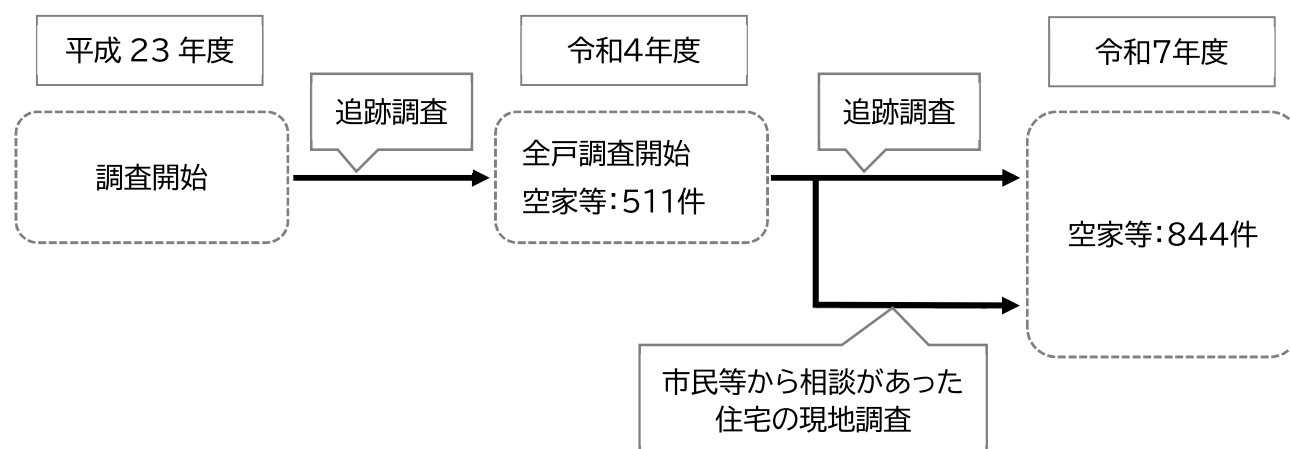 平成 23 年度
令和4年度
令和7年度
追跡調査
追跡調査
調査開始
全戸調査開始
空家等：511件
空家等：844件
市民等から相談があった
住宅の現地調査